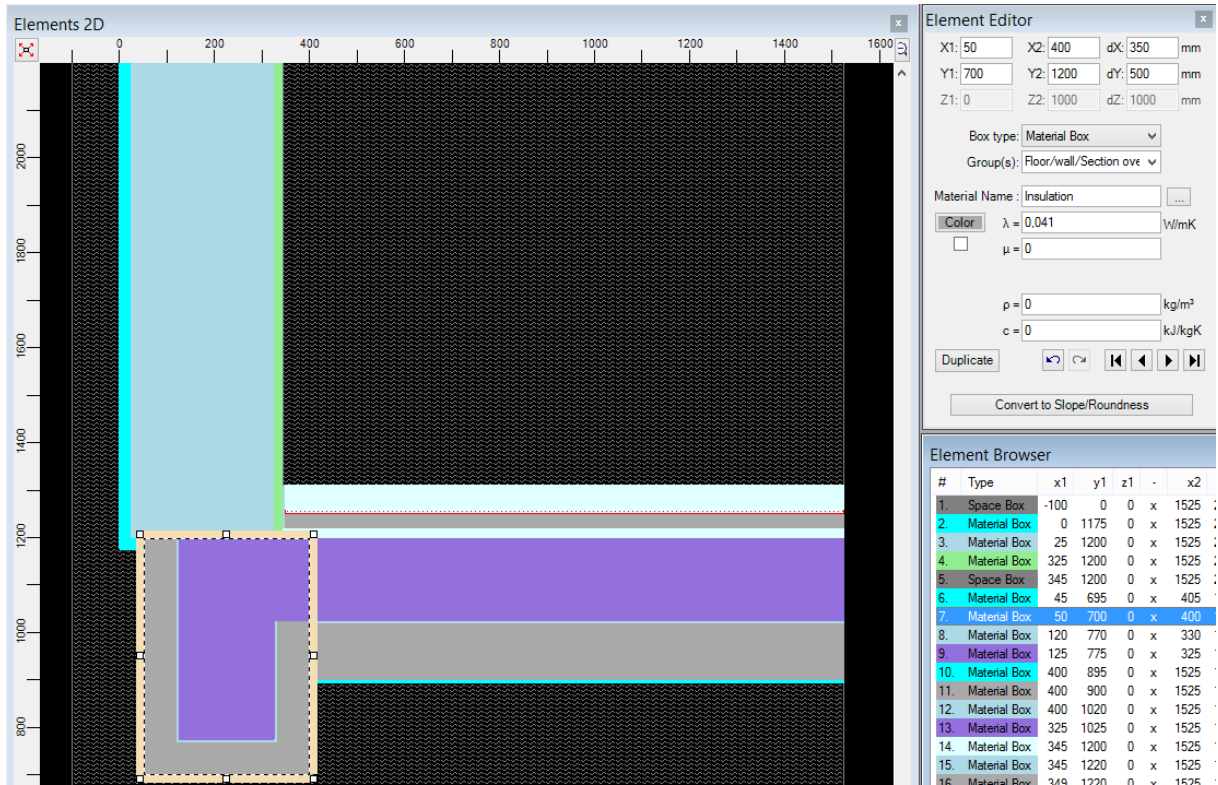 Elements 2D
0 200 400 600 800 1000 1200 1400 1600
2000
1800
1600
1400
1200
1000
800
Element Editor
X1: 50 X2: 400 dX: 350 mm
Y1: 700 Y2: 1200 dY: 500 mm
Z1: 0 Z2: 1000 dZ: 1000 mm
Box type: Material Box
Group(s): Floor/wall/Section ove
Material Name : Insulation ...
Color λ = 0,041 W/mK
μ = 0
ρ = 0 kg/m³
c = 0 kJ/kgK
Duplicate
Convert to Slope/Roundness
Element Browser
# Type x1 y1 z1 - x2
1. Space Box -100 0 0 x 1525
2. Material Box 0 1175 0 x 1525
3. Material Box 25 1200 0 x 1525
4. Material Box 325 1200 0 x 1525
5. Space Box 345 1200 0 x 1525
6. Material Box 45 695 0 x 405
7. Material Box 50 700 0 x 400
8. Material Box 120 770 0 x 330
9. Material Box 125 775 0 x 325
10. Material Box 400 895 0 x 1525
11. Material Box 400 900 0 x 1525
12. Material Box 400 1020 0 x 1525
13. Material Box 325 1025 0 x 1525
14. Material Box 345 1200 0 x 1525
15. Material Box 345 1220 0 x 1525
16. Material Box 349 1220 0 x 1525